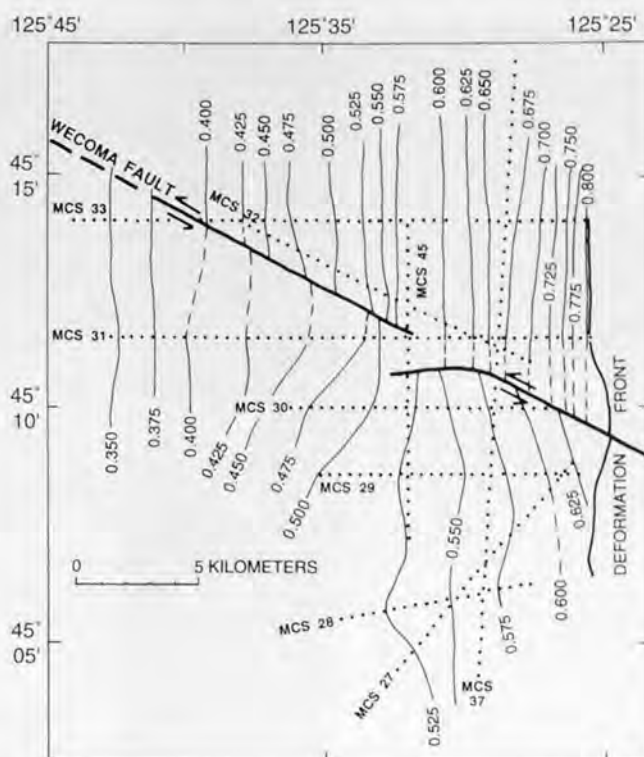 125° 45'
125° 35'
125° 25'
45° 15'
45° 10'
45° 05'
WECOMA FAULT
0.400
0.425
0.450
0.475
0.500
0.525
0.550
0.575
0.600
0.625
0.650
0.675
0.700
0.750
0.800
MCS 33
MCS 32
MCS 45
0.725
0.775
MCS 31
MCS 30
0.350
0.375
0.400
0.425
0.450
0.475
0.500
MCS 29
0.550
0.625
DEFORMATION FRONT
0 5 KILOMETERS
0.600
0.575
MCS 28
MCS 27
MCS 37
0.525